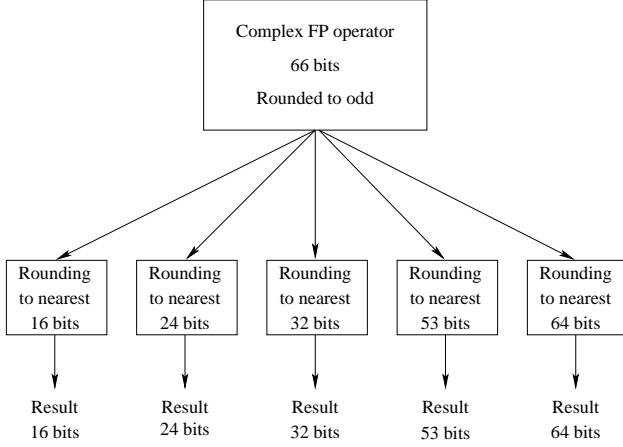 Complex FP operator
66 bits
Rounded to odd
Rounding
to nearest
16 bits
Rounding
to nearest
24 bits
Rounding
to nearest
32 bits
Rounding
to nearest
53 bits
Rounding
to nearest
64 bits
Result
16 bits
Result
24 bits
Result
32 bits
Result
53 bits
Result
64 bits